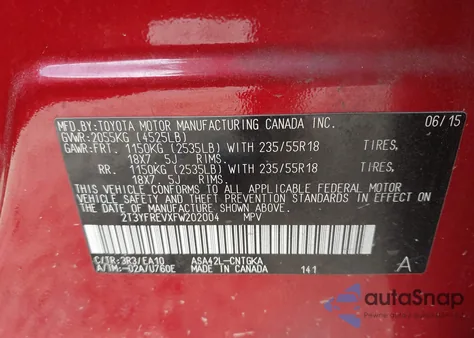 MFD.BY:TOYOTA MOTOR MANUFACTURING CANADA INC. 06/15
GVWR:2055KG (4525LB)
GAWR:FRT. 1150KG (2535LB) WITH 235/55R18 TIRES,
18X7. 5J RIMS.
RR. 1150KG (2535LB) WITH 235/55R18 TIRES,
18X7. 5J RIMS.
THIS VEHICLE CONFORMS TO ALL APPLICABLE FEDERAL MOTOR
VEHICLE SAFETY STANDARDS IN EFFECT ON THE DATE OF
MANUFACTURE SHOWN ABOVE.
2T3YFREVXFW202004 MPV
C/TR:3R3/EA10 ASA42L-CNTGKA
A/TM:-02A/U760E MADE IN CANADA 141 A
autoSnap